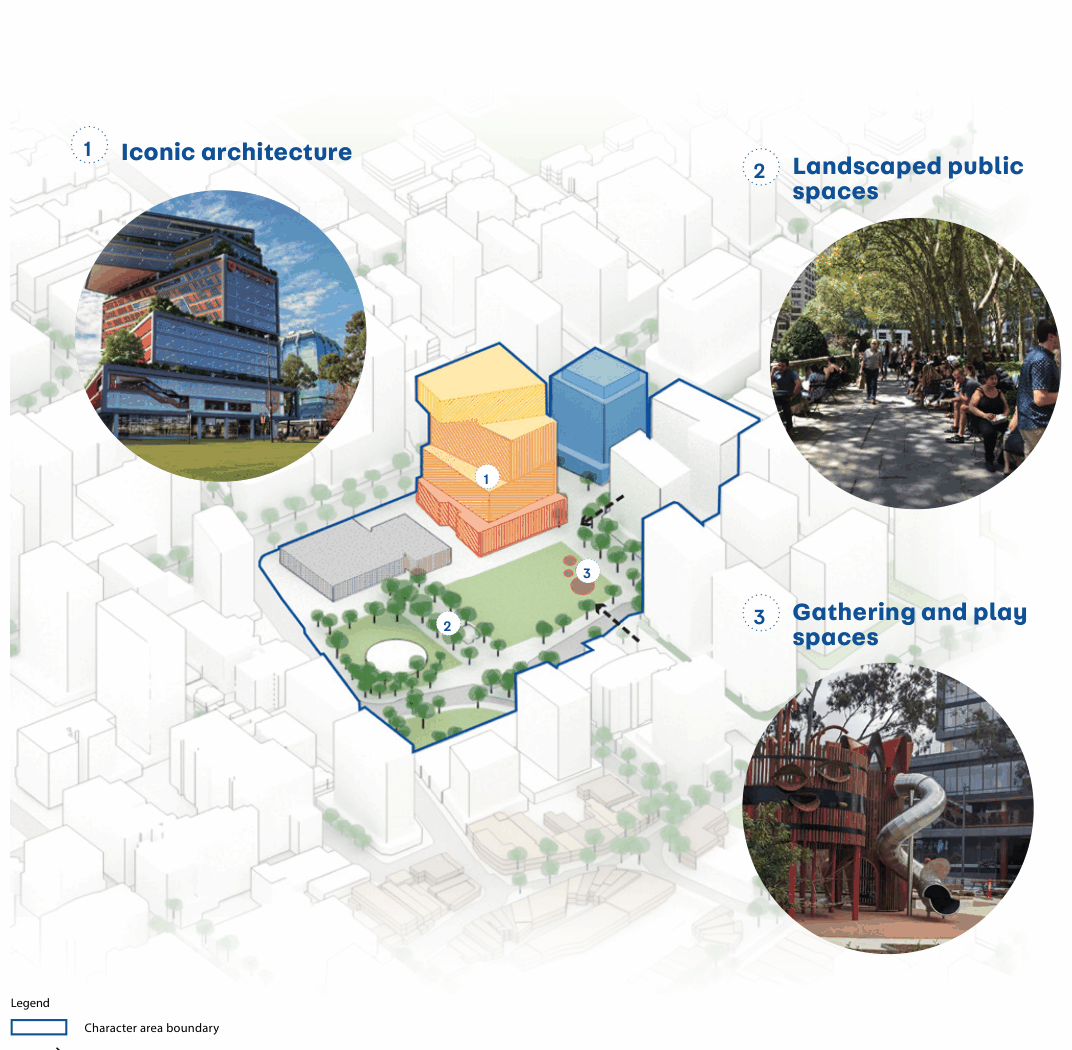 1
Iconic architecture
2
Landscaped public
spaces
1
3
2
3
Gathering and play
spaces
Legend
Character area boundary